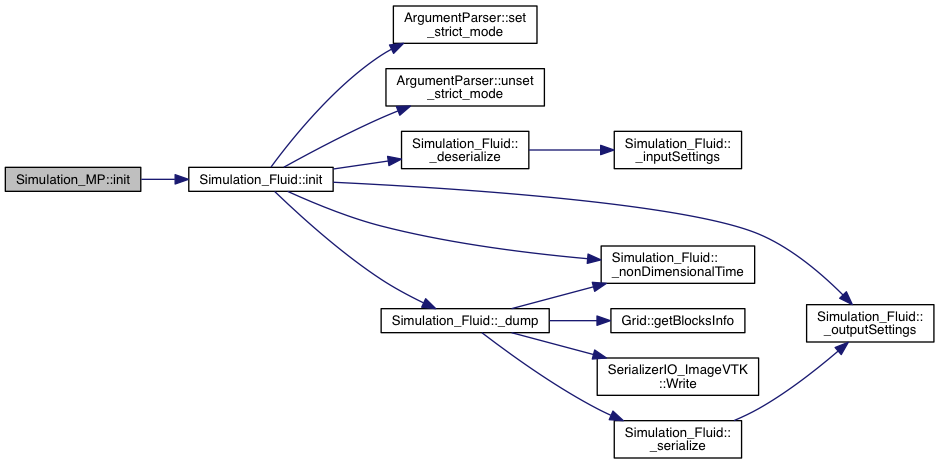 ArgumentParser::set
_strict_mode
ArgumentParser::unset
_strict_mode
Simulation_Fluid::
_deserialize
Simulation_Fluid::
_inputSettings
Simulation_MP::init
Simulation_Fluid::init
Simulation_Fluid::
_nonDimensionalTime
Simulation_Fluid::_dump
Grid::getBlocksInfo
Simulation_Fluid::
_outputSettings
SerializerIO_ImageVTK
::Write
Simulation_Fluid::
_serialize